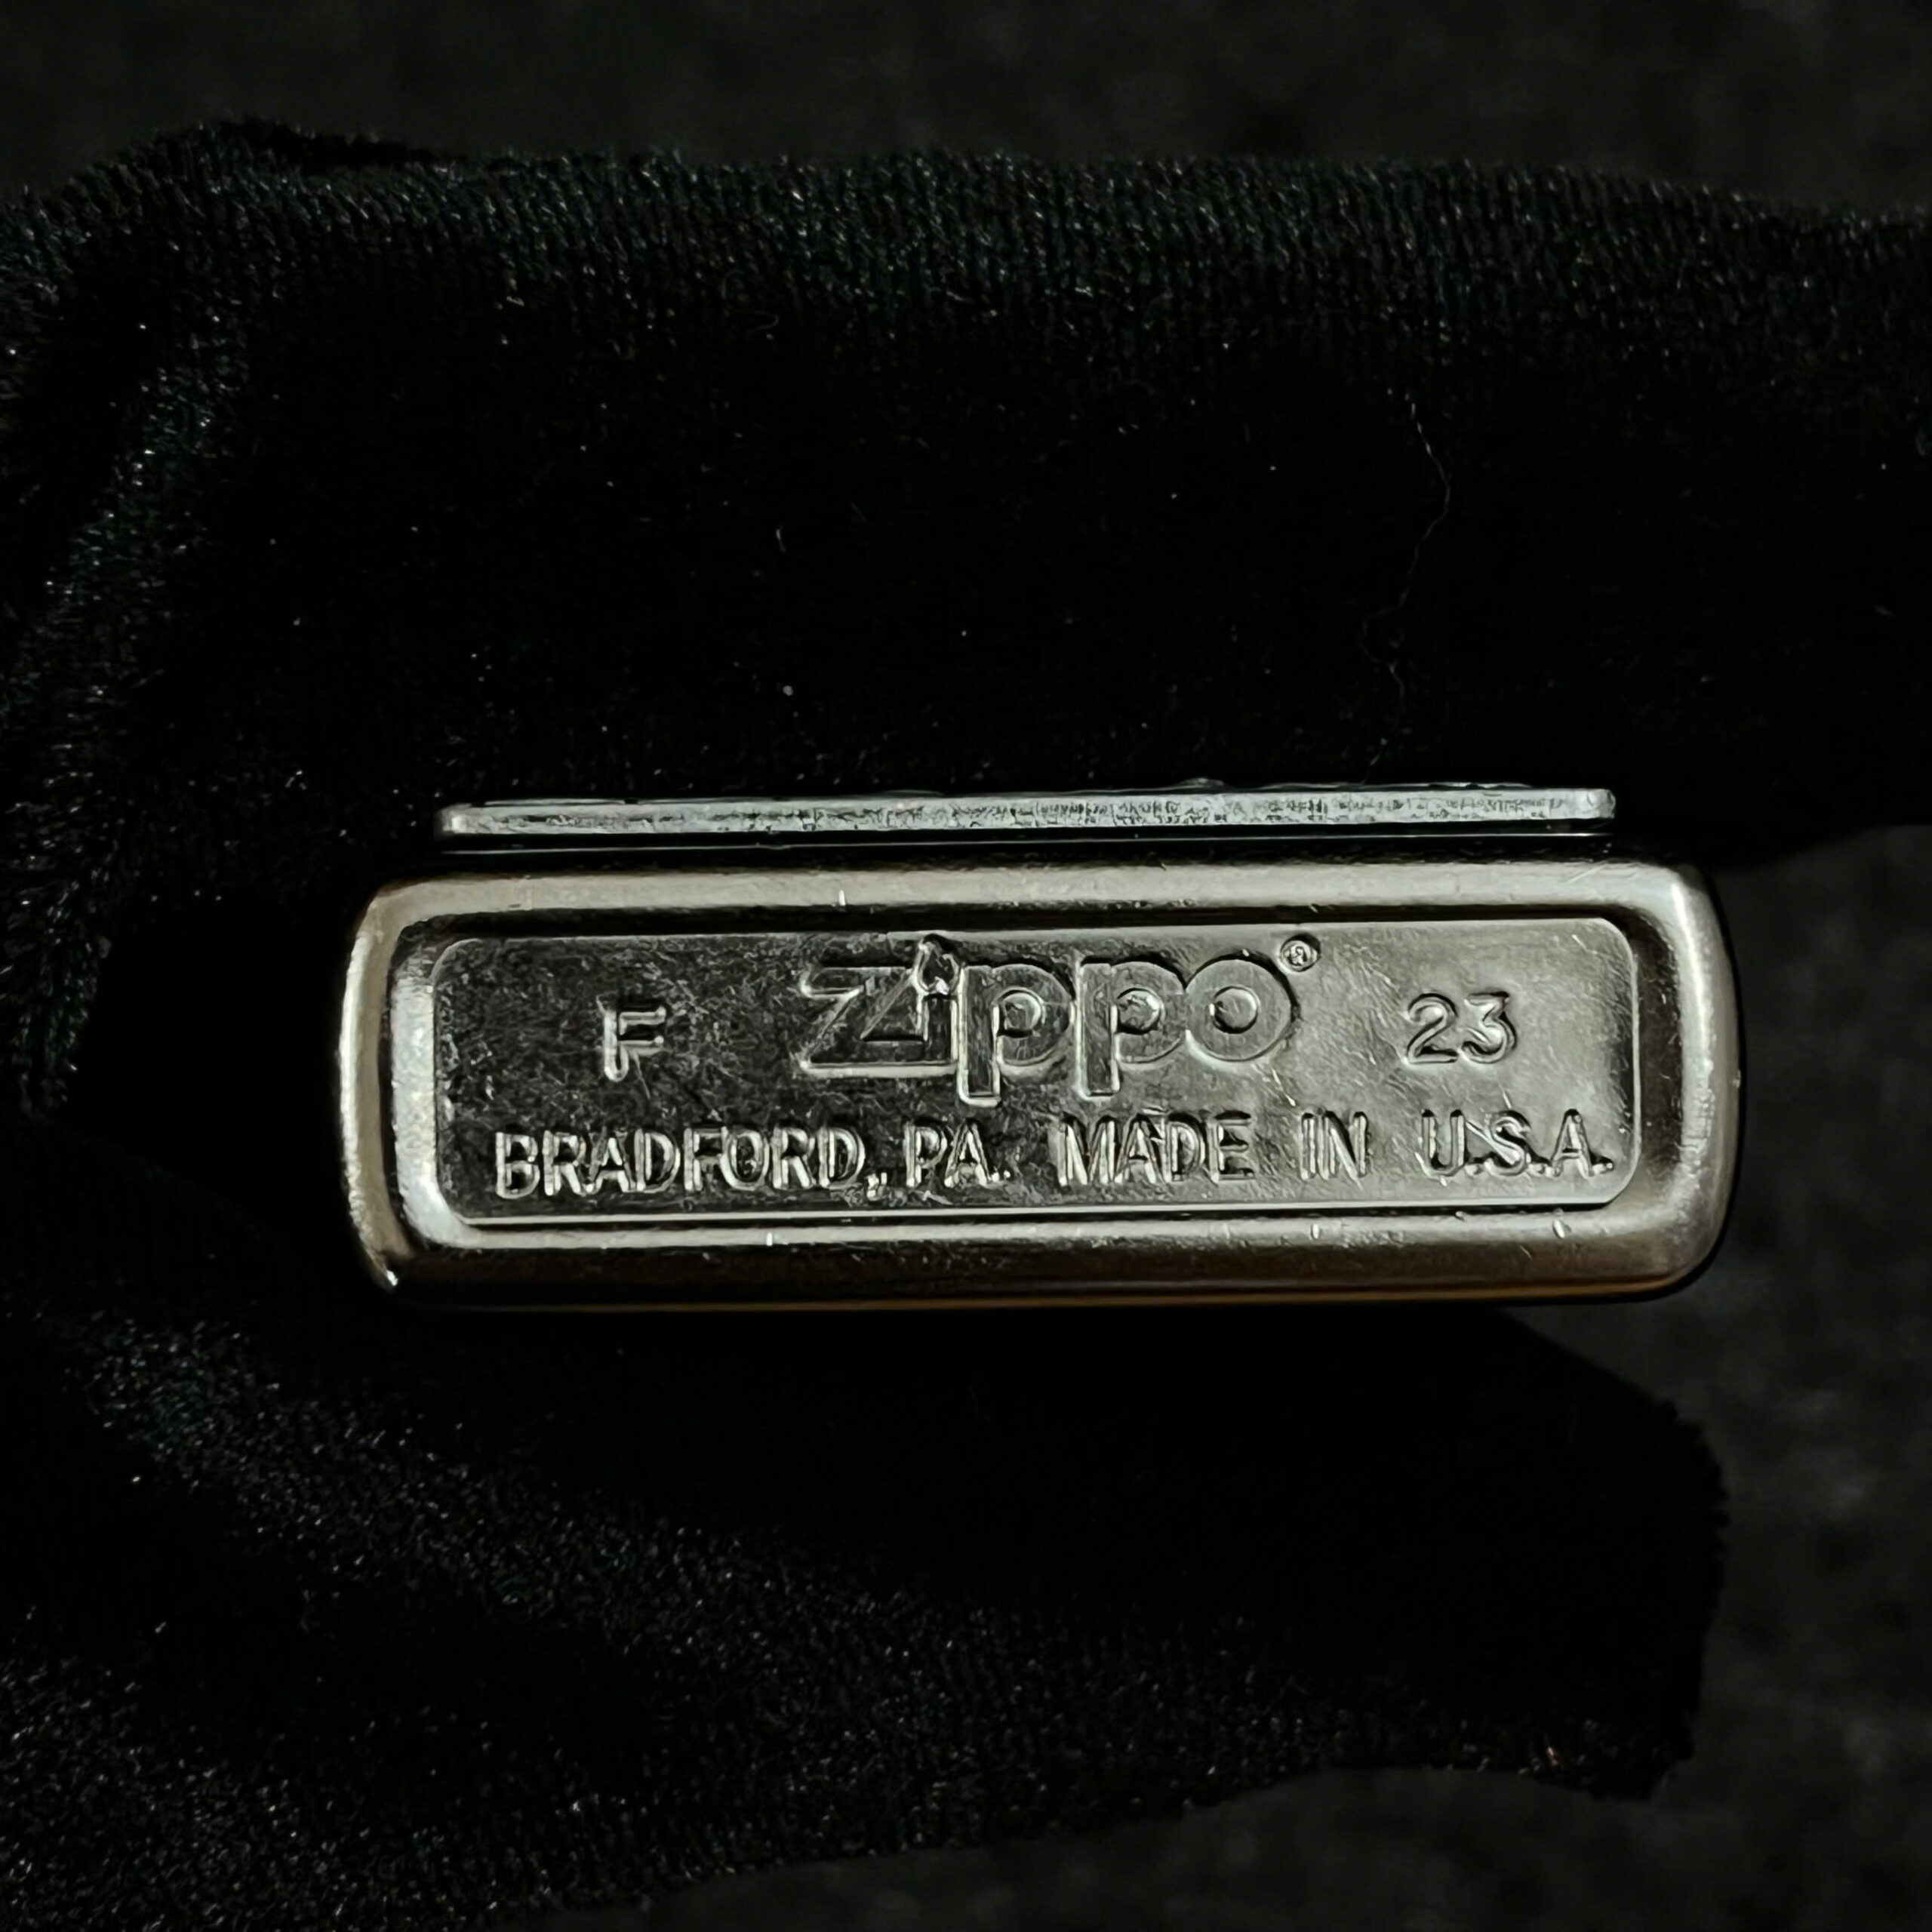 F zippo® 23
BRADFORD, PA. MADE IN U.S.A.